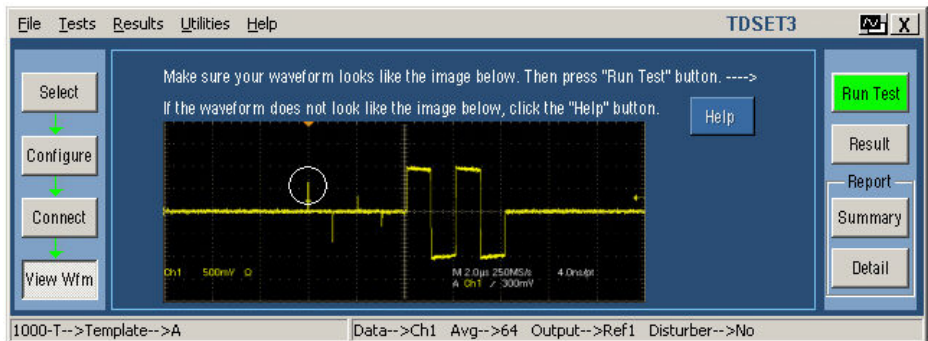 File Tests Results Utilities Help TDSET3 X
Select
Configure
Connect
View Wfm
Make sure your waveform looks like the image below. Then press "Run Test" button. ---->
If the waveform does not look like the image below, click the "Help" button.
Help
Ch1 500mV Ω M 2.0µs 250MS/s 4.0ns/pt
A Ch1 ∕ 300mV
Run Test
Result
Report
Summary
Detail
1000-T-->Template-->A Data-->Ch1 Avg-->64 Output-->Ref1 Disturber-->No